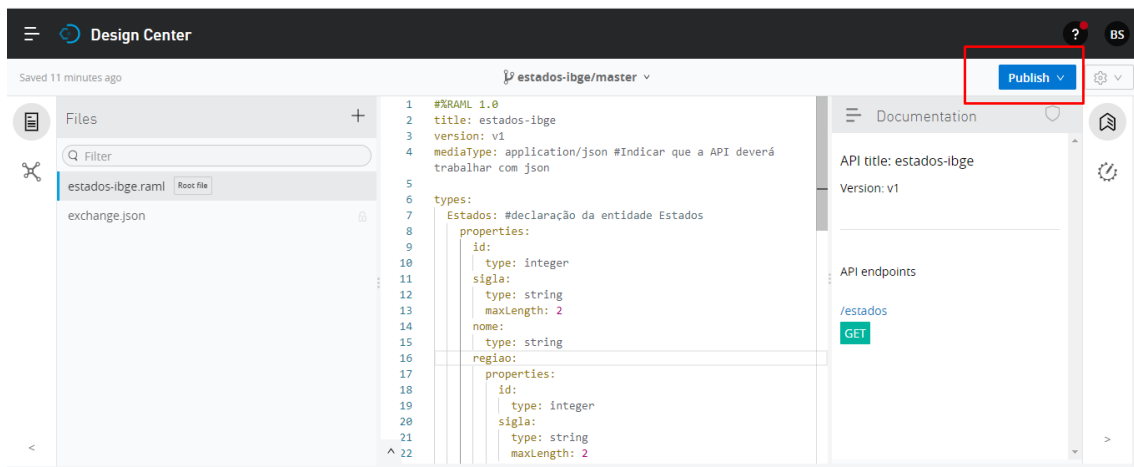 Design Center
?
BS
Saved 11 minutes ago
estados-ibge/master
Publish
Files
+
Filter
estados-ibge.raml Root file
exchange.json
<
1 #%RAML 1.0
2 title: estados-ibge
3 version: v1
4 mediaType: application/json #Indicar que a API deverá
trabalhar com json
5
6 types:
7 Estados: #declaração da entidade Estados
8 properties:
9 id:
10 type: integer
11 sigla:
12 type: string
13 maxLength: 2
14 nome:
15 type: string
16 regiao:
17 properties:
18 id:
19 type: integer
20 sigla:
21 type: string
22 maxLength: 2
Documentation
API title: estados-ibge
Version: v1
API endpoints
/estados
GET
>